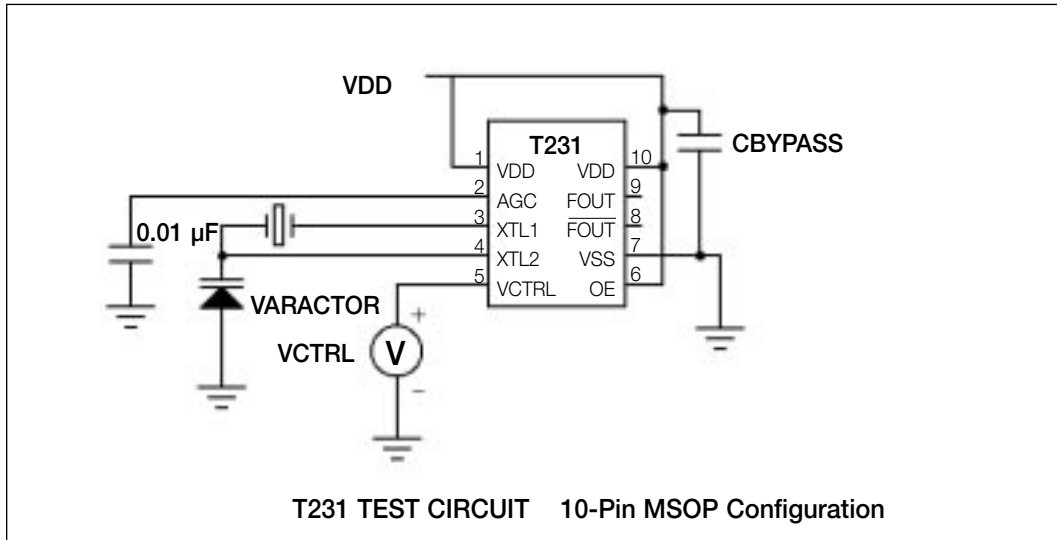 VDD
T231
CBYPASS
1 VDD VDD 10
2 AGC FOUT 9
0.01 µF
3 XTL1 FOUT 8
4 XTL2 VSS 7
5 VCTRL OE 6
VARACTOR
+
VCTRL V
−
T231 TEST CIRCUIT 10-Pin MSOP Configuration